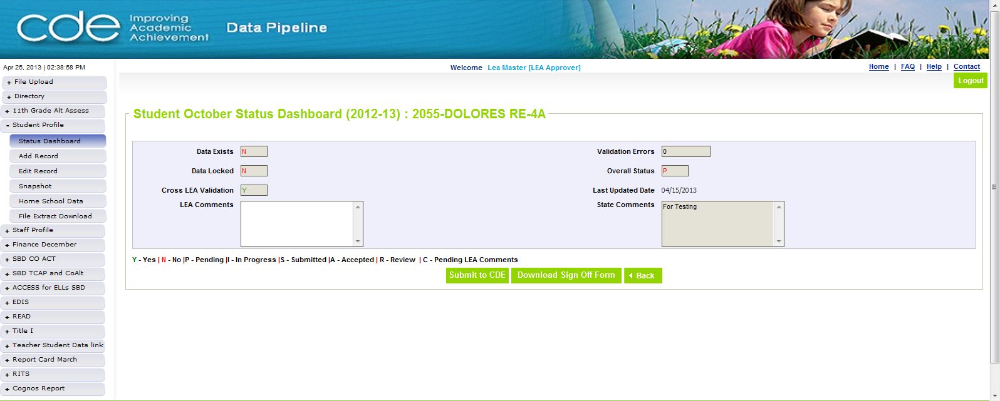 cde Improving
Academic
Achievement
Data Pipeline
Apr 25, 2013 | 02:38:58 PM
Welcome Lea Master [LEA Approver]
Home | FAQ | Help | Contact
Logout
+ File Upload
+ Directory
+ 11th Grade Alt Assess
- Student Profile
Status Dashboard
Add Record
Edit Record
Snapshot
Home School Data
File Extract Download
+ Staff Profile
+ Finance December
+ SBD CO ACT
+ SBD TCAP and CoAlt
+ ACCESS for ELLs SBD
+ EDIS
+ READ
+ Title I
+ Teacher Student Data link
+ Report Card March
+ RITS
+ Cognos Report
Student October Status Dashboard (2012-13) : 2055-DOLORES RE-4A
Data Exists N
Validation Errors 0
Data Locked N
Overall Status P
Cross LEA Validation Y
Last Updated Date 04/15/2013
LEA Comments
State Comments For Testing
Y - Yes | N - No |P - Pending |I - In Progress |S - Submitted |A - Accepted | R - Review | C - Pending LEA Comments
Submit to CDE
Download Sign Off Form
Back